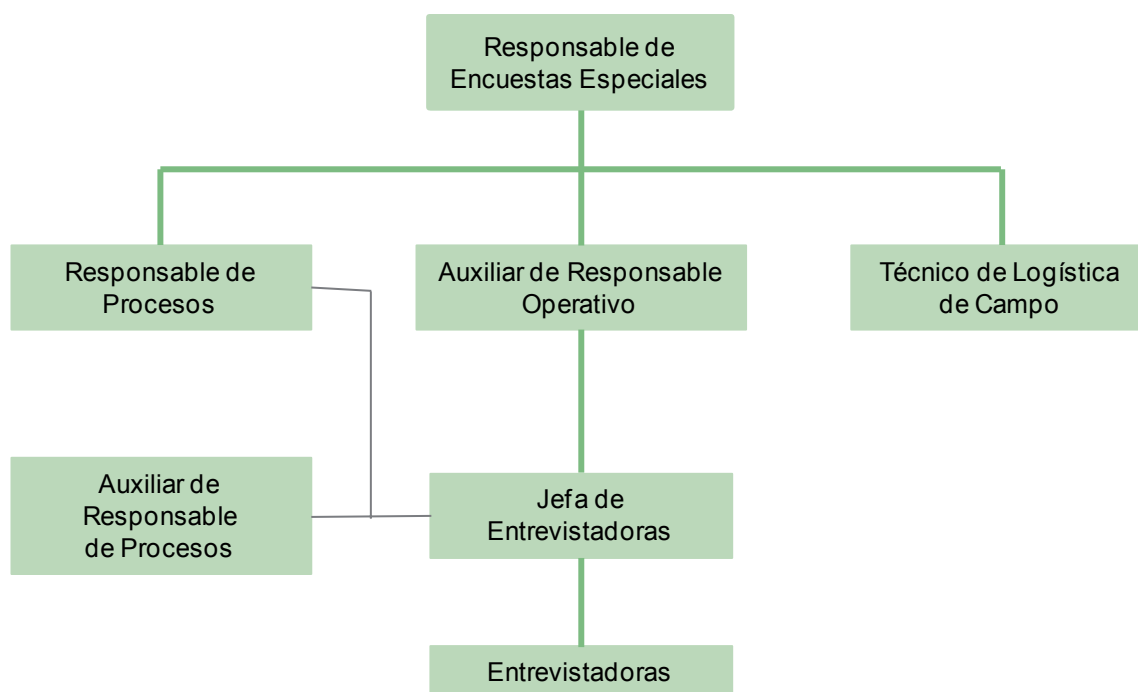 Responsable de
Encuestas Especiales
Responsable de
Procesos
Auxiliar de Responsable
Operativo
Técnico de Logística
de Campo
Auxiliar de
Responsable
de Procesos
Jefa de
Entrevistadoras
Entrevistadoras